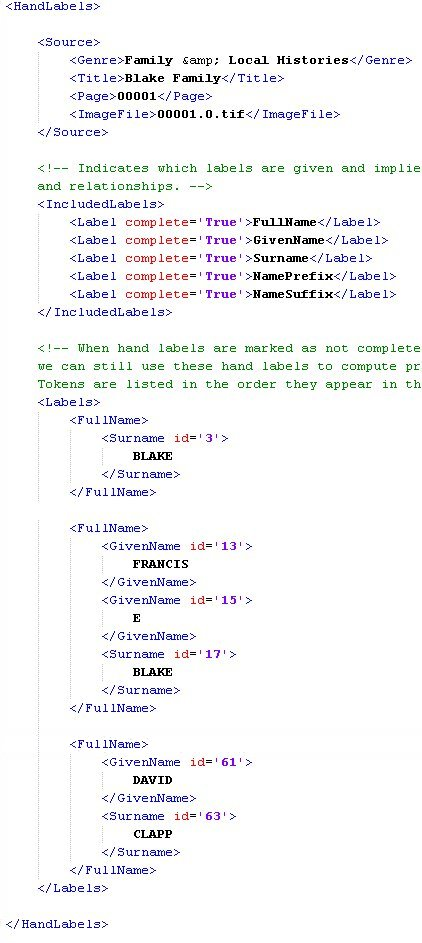 <HandLabels>
<Source>
<Genre>Family &amp; Local Histories</Genre>
<Title>Blake Family</Title>
<Page>00001</Page>
<ImageFile>00001.0.tif</ImageFile>
</Source>
<!-- Indicates which labels are given and implie
and relationships. -->
<IncludedLabels>
<Label complete='True'>FullName</Label>
<Label complete='True'>GivenName</Label>
<Label complete='True'>Surname</Label>
<Label complete='True'>NamePrefix</Label>
<Label complete='True'>NameSuffix</Label>
</IncludedLabels>
<!-- When hand labels are marked as not complete
we can still use these hand labels to compute pr
Tokens are listed in the order they appear in th
<Labels>
<FullName>
<Surname id='3'>
BLAKE
</Surname>
</FullName>
<FullName>
<GivenName id='13'>
FRANCIS
</GivenName>
<GivenName id='15'>
E
</GivenName>
<Surname id='17'>
BLAKE
</Surname>
</FullName>
<FullName>
<GivenName id='61'>
DAVID
</GivenName>
<Surname id='63'>
CLAPP
</Surname>
</FullName>
</Labels>
</HandLabels>